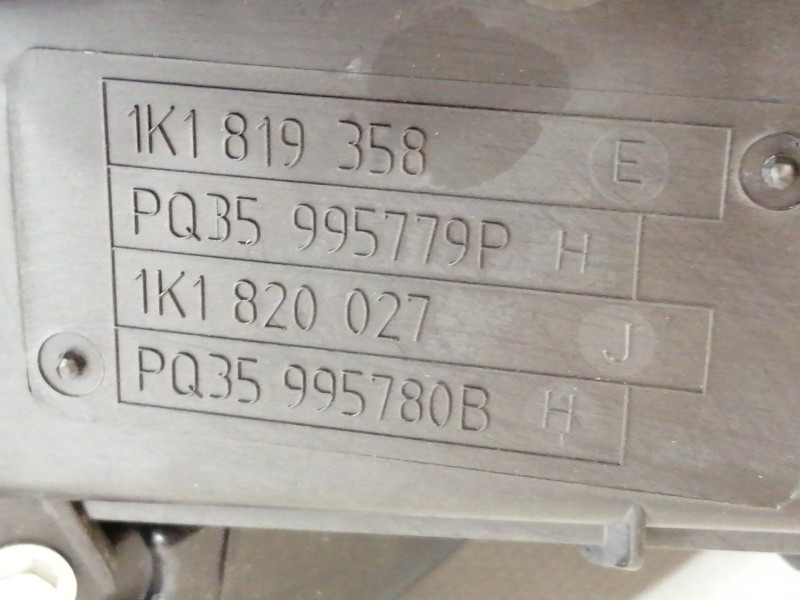 1K1 819 358 E
PQ35 995779P H
1K1 820 027 J
PQ35 995780B H